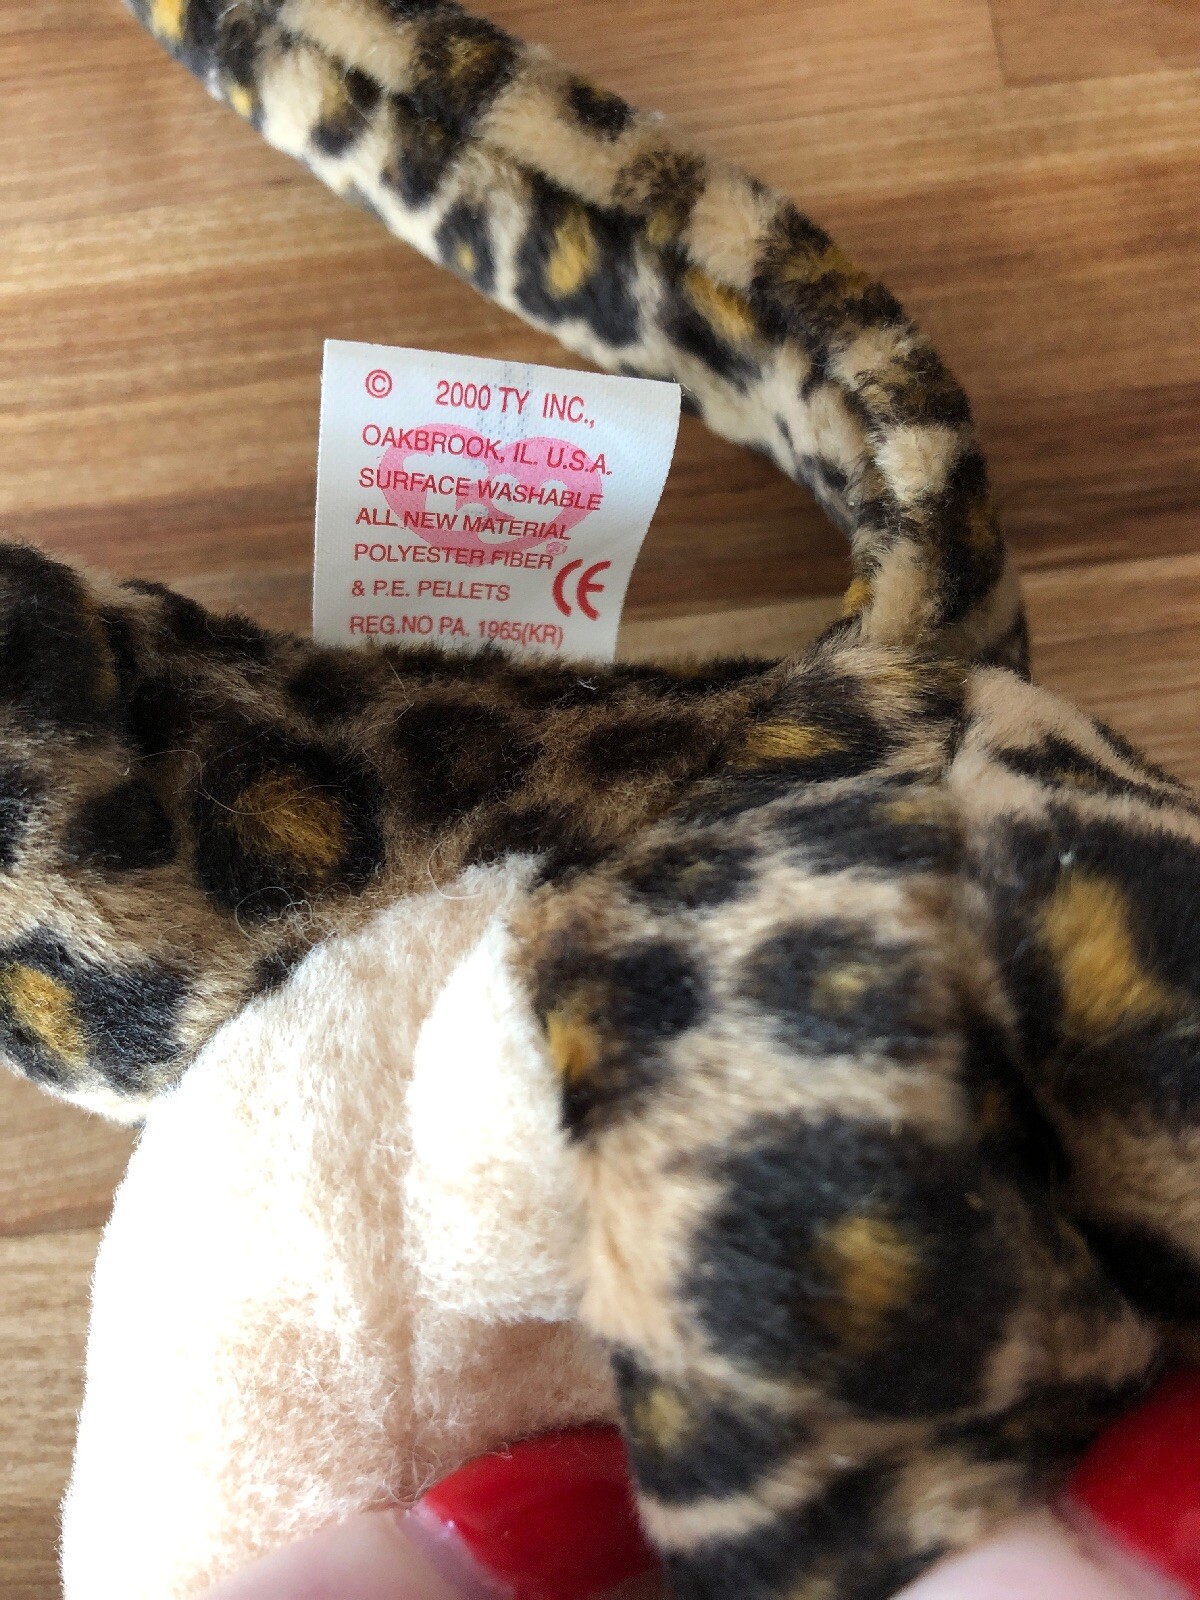 © 2000 TY INC.,
OAKBROOK, IL. U.S.A.
SURFACE WASHABLE
ALL NEW MATERIAL
POLYESTER FIBER
& P.E. PELLETS CE
REG.NO PA. 1965(KR)